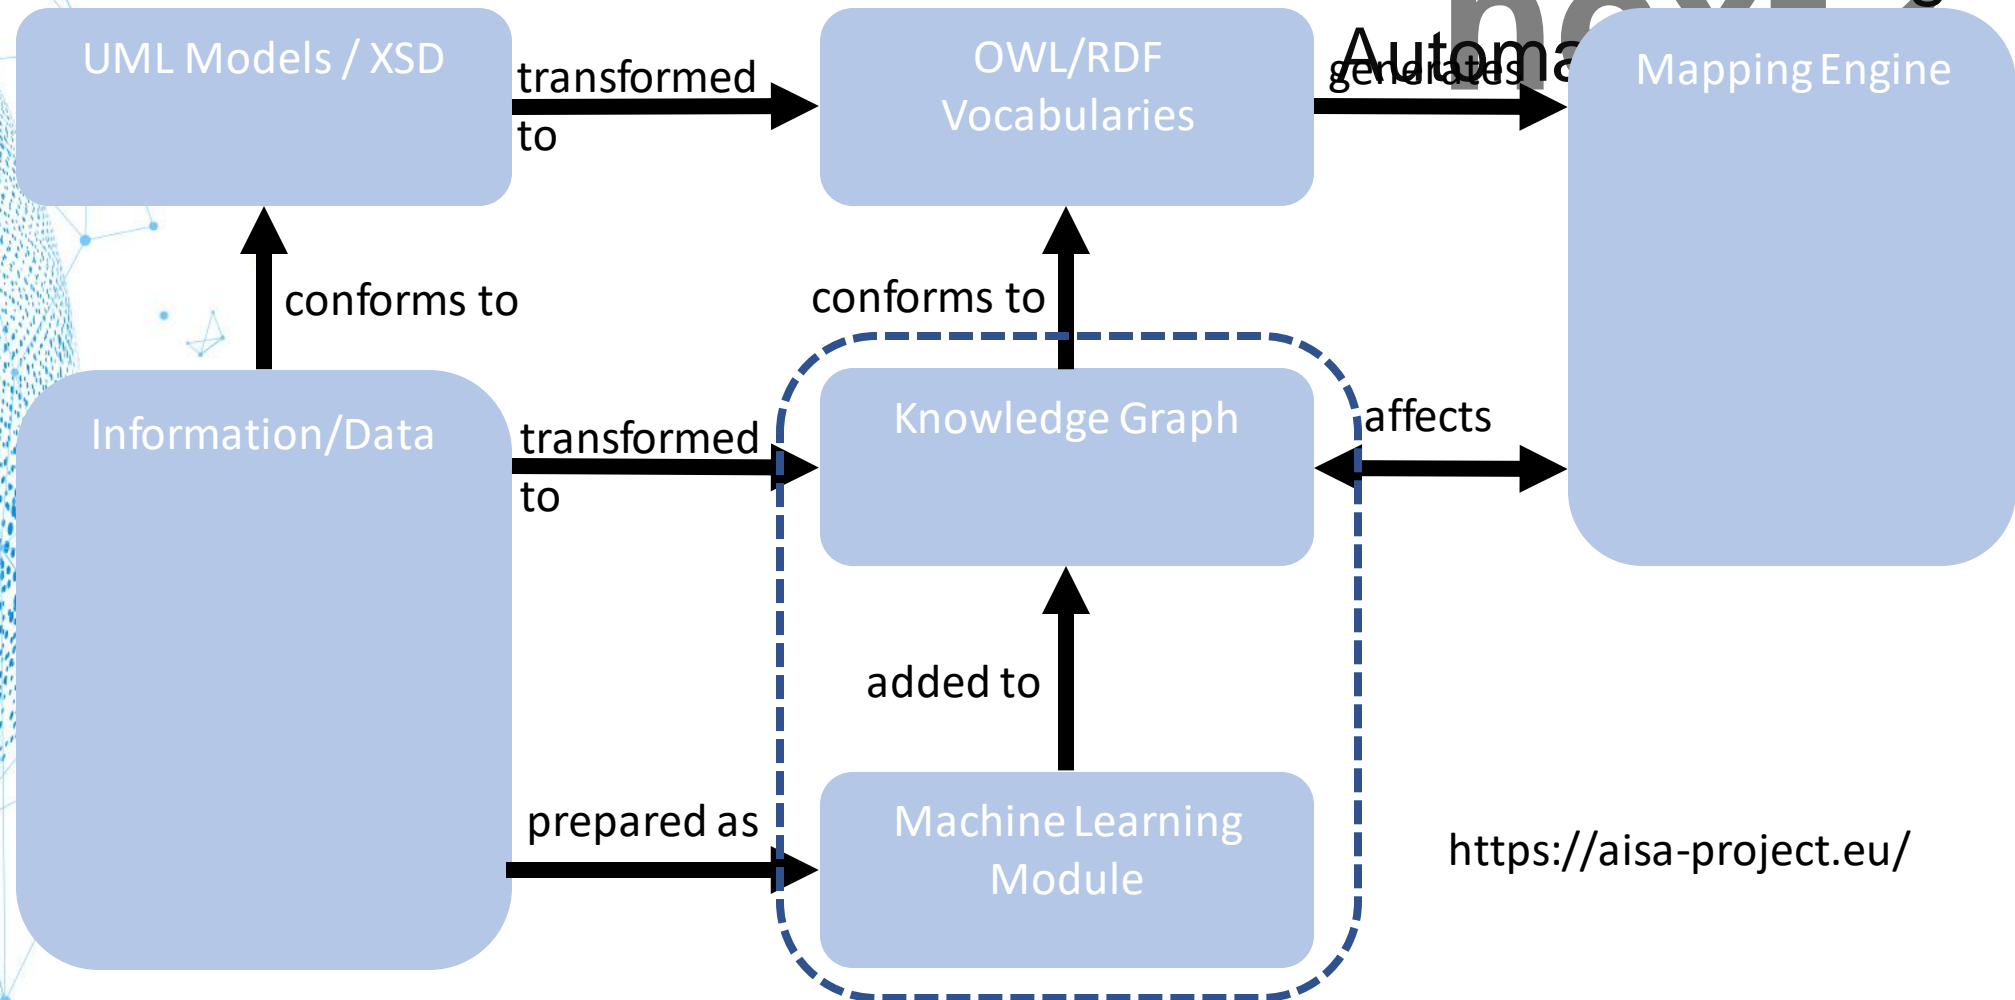 UML Models / XSD
transformed
to
OWL/RDF
Vocabularies
generates
Mapping Engine
conforms to
conforms to
Information/Data
transformed
to
Knowledge Graph
affects
added to
prepared as
Machine Learning
Module
https://aisa-project.eu/